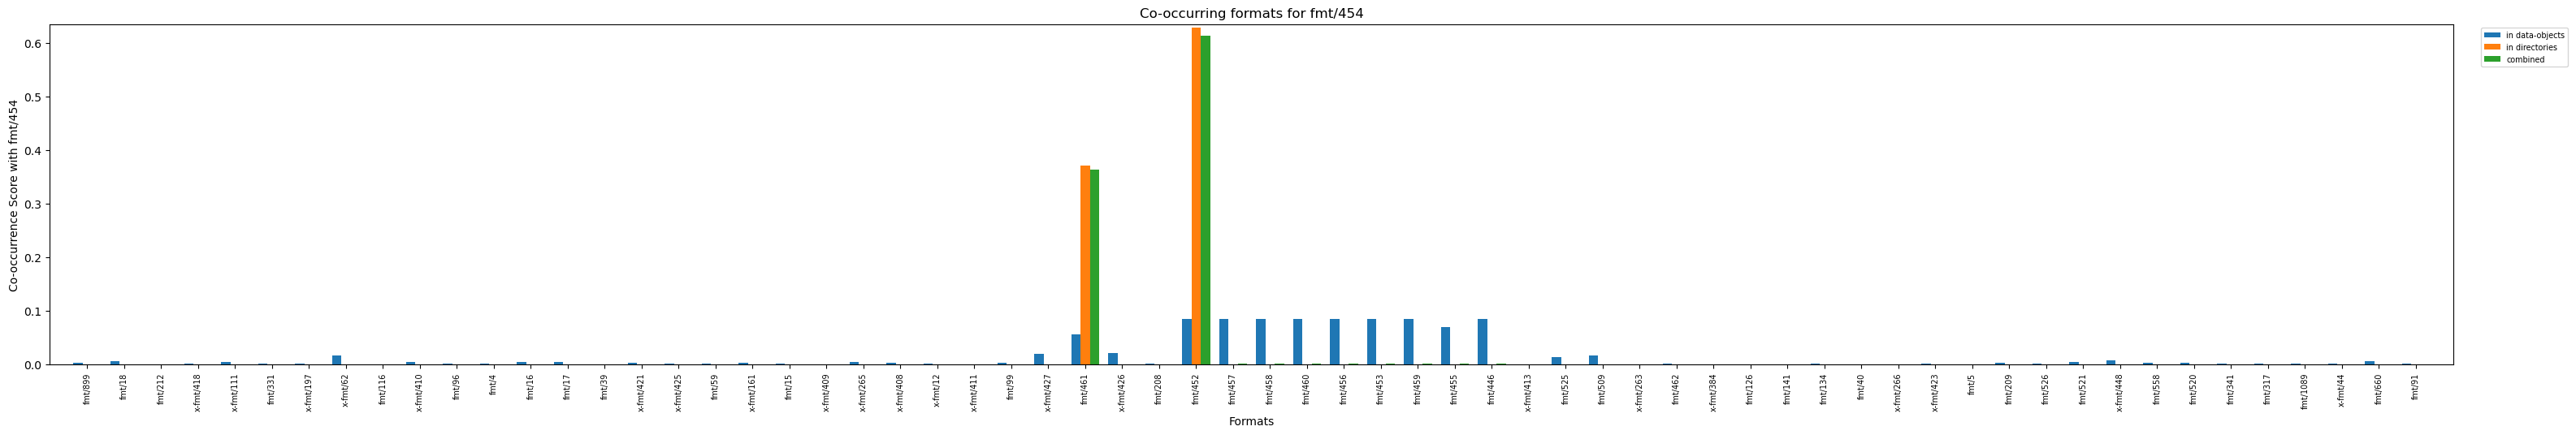 Co-occurring formats for fmt/454
Co-occurrence Score with fmt/454
0.6
0.5
0.4
0.3
0.2
0.1
0.0
in data-objects
in directories
combined
fmt/899
fmt/18
fmt/212
x-fmt/418
x-fmt/111
fmt/331
x-fmt/197
x-fmt/62
fmt/116
x-fmt/410
fmt/96
fmt/4
fmt/16
fmt/17
fmt/39
x-fmt/421
x-fmt/425
fmt/59
x-fmt/161
fmt/15
x-fmt/409
x-fmt/265
x-fmt/408
x-fmt/12
x-fmt/411
fmt/99
x-fmt/427
fmt/461
x-fmt/426
fmt/208
fmt/452
fmt/457
fmt/458
fmt/460
fmt/456
fmt/453
fmt/459
fmt/455
fmt/446
x-fmt/413
fmt/525
fmt/509
x-fmt/263
fmt/462
x-fmt/384
fmt/126
fmt/141
fmt/134
fmt/40
x-fmt/266
x-fmt/423
fmt/5
fmt/209
fmt/526
fmt/521
x-fmt/448
fmt/558
fmt/520
fmt/341
fmt/317
fmt/1089
x-fmt/44
fmt/660
fmt/91
Formats